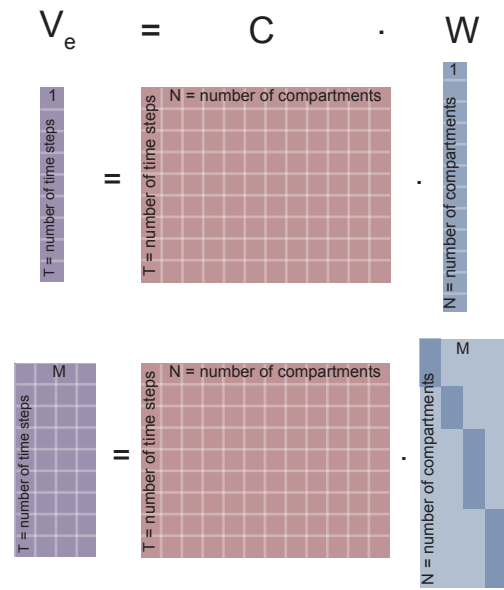 Ve = C · W
1
T = number of time steps
=
N = number of compartments
T = number of time steps
·
1
N = number of compartments
M
T = number of time steps
=
N = number of compartments
T = number of time steps
·
M
N = number of compartments